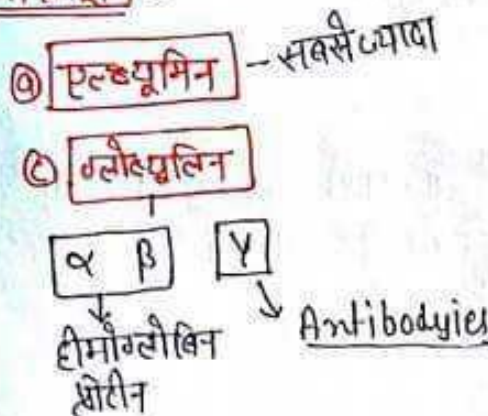 ⓐ एल्ब्यूमिन - सबसे ज्यादा
ⓒ ग्लोब्यूलिन
α β γ
↓ ↘ Antibodyies
हीमोग्लोबिन
प्रोटीन